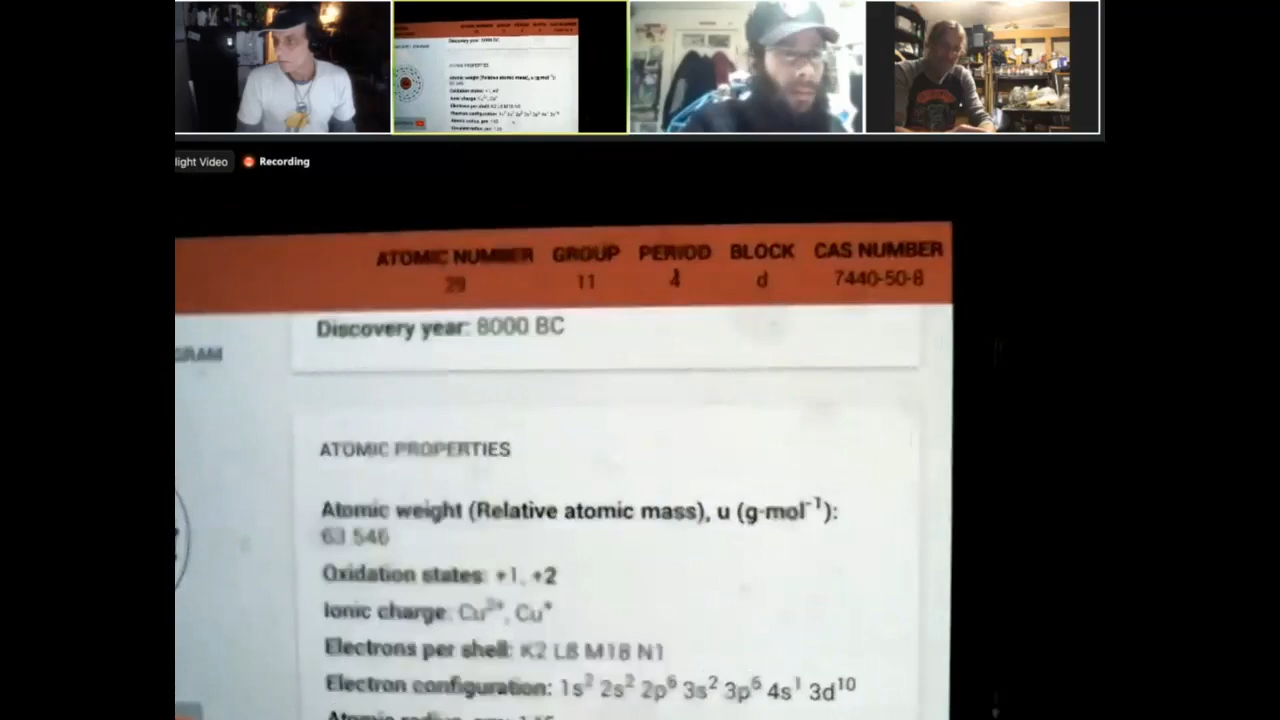 light Video
Recording
ATOMIC NUMBER GROUP PERIOD BLOCK CAS NUMBER
29 11 4 d 7440-50-8
Discovery year: 8000 BC
GRAM
ATOMIC PROPERTIES
Atomic weight (Relative atomic mass), u (g·mol⁻¹):
63.546
Oxidation states: +1, +2
Ionic charge: Cu²⁺, Cu⁺
Electrons per shell: K2 L8 M18 N1
Electron configuration: 1s² 2s² 2p⁶ 3s² 3p⁶ 4s¹ 3d¹⁰